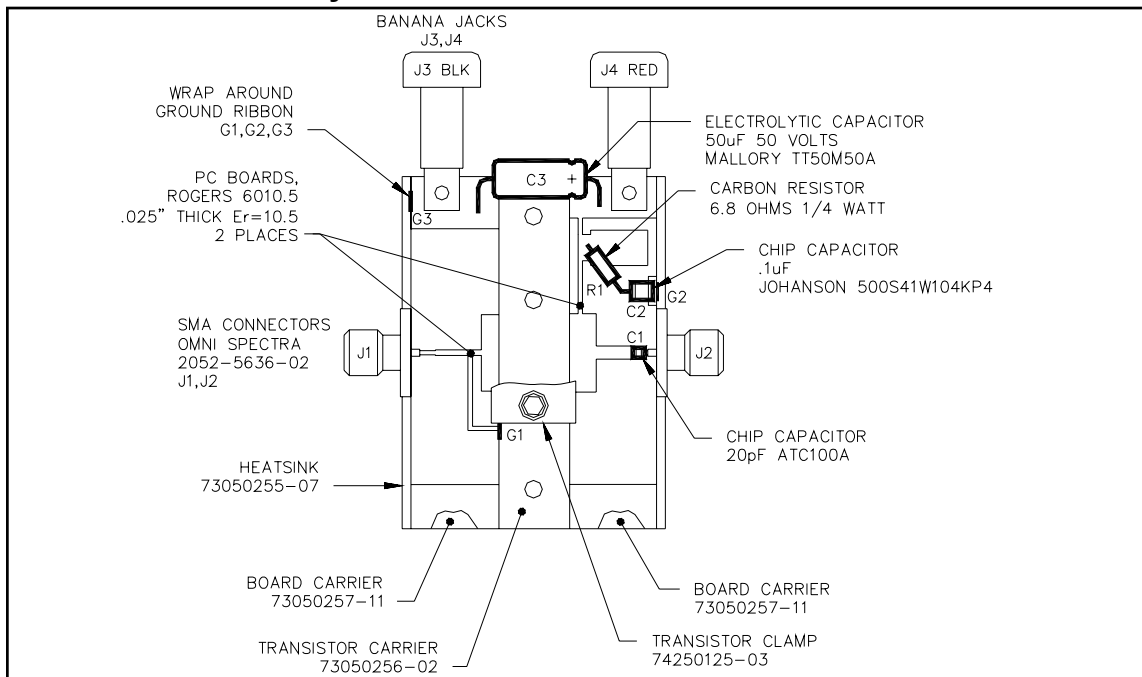 BANANA JACKS
J3,J4
J3 BLK
J4 RED
WRAP AROUND
GROUND RIBBON
G1,G2,G3
ELECTROLYTIC CAPACITOR
50uF 50 VOLTS
MALLORY TT50M50A
C3 +
PC BOARDS,
ROGERS 6010.5
.025" THICK Er=10.5
2 PLACES
CARBON RESISTOR
6.8 OHMS 1/4 WATT
G3
CHIP CAPACITOR
.1uF
JOHANSON 500S41W104KP4
R1
G2
C2
SMA CONNECTORS
OMNI SPECTRA
2052-5636-02
J1,J2
C1
J1
J2
G1
CHIP CAPACITOR
20pF ATC100A
HEATSINK
73050255-07
BOARD CARRIER
73050257-11
BOARD CARRIER
73050257-11
TRANSISTOR CARRIER
73050256-02
TRANSISTOR CLAMP
74250125-03